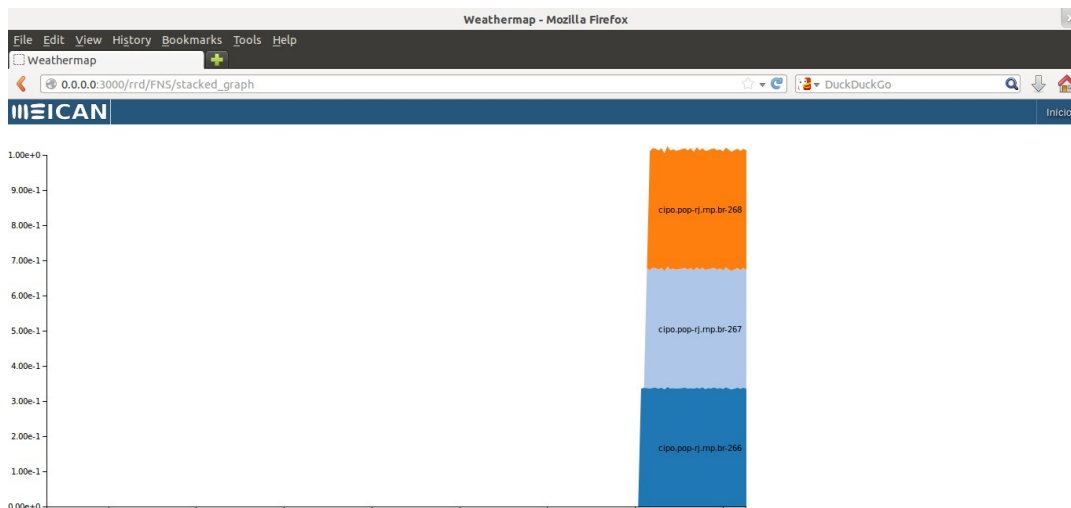 Weathermap - Mozilla Firefox
File Edit View History Bookmarks Tools Help
Weathermap
0.0.0.0:3000/rrd/FNS/stacked_graph
DuckDuckGo
MEICAN
Início
1.00e+0
9.00e-1
8.00e-1
7.00e-1
6.00e-1
5.00e-1
4.00e-1
3.00e-1
2.00e-1
1.00e-1
0.00e+0
cipo.pop-rj.rnp.br-268
cipo.pop-rj.rnp.br-267
cipo.pop-rj.rnp.br-266